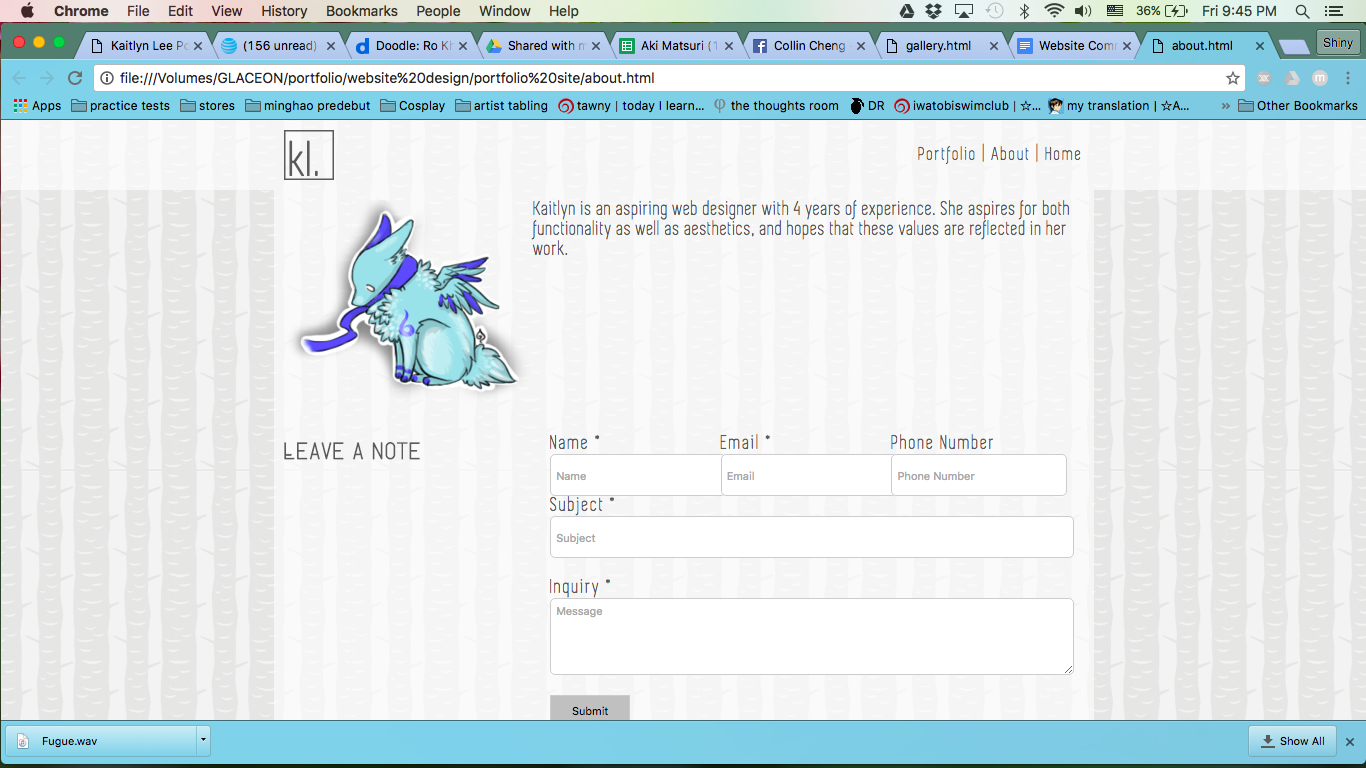 Chrome File Edit View History Bookmarks People Window Help 36% Fri 9:45 PM
Kaitlyn Lee Po (156 unread) Doodle: Ro Kh Shared with m Aki Matsuri (1 Collin Cheng gallery.html Website Com about.html Shiny
file:///Volumes/GLACEON/portfolio/website%20design/portfolio%20site/about.html
Apps practice tests stores minghao predebut Cosplay artist tabling tawny | today I learn... the thoughts room DR iwatobiswimclub | ☆... my translation | ☆A... » Other Bookmarks
kl.
Portfolio | About | Home
Kaitlyn is an aspiring web designer with 4 years of experience. She aspires for both
functionality as well as aesthetics, and hopes that these values are reflected in her
work.
LEAVE A NOTE
Name * Email * Phone Number
Name Email Phone Number
Subject *
Subject
Inquiry *
Message
Submit
Fugue.wav Show All